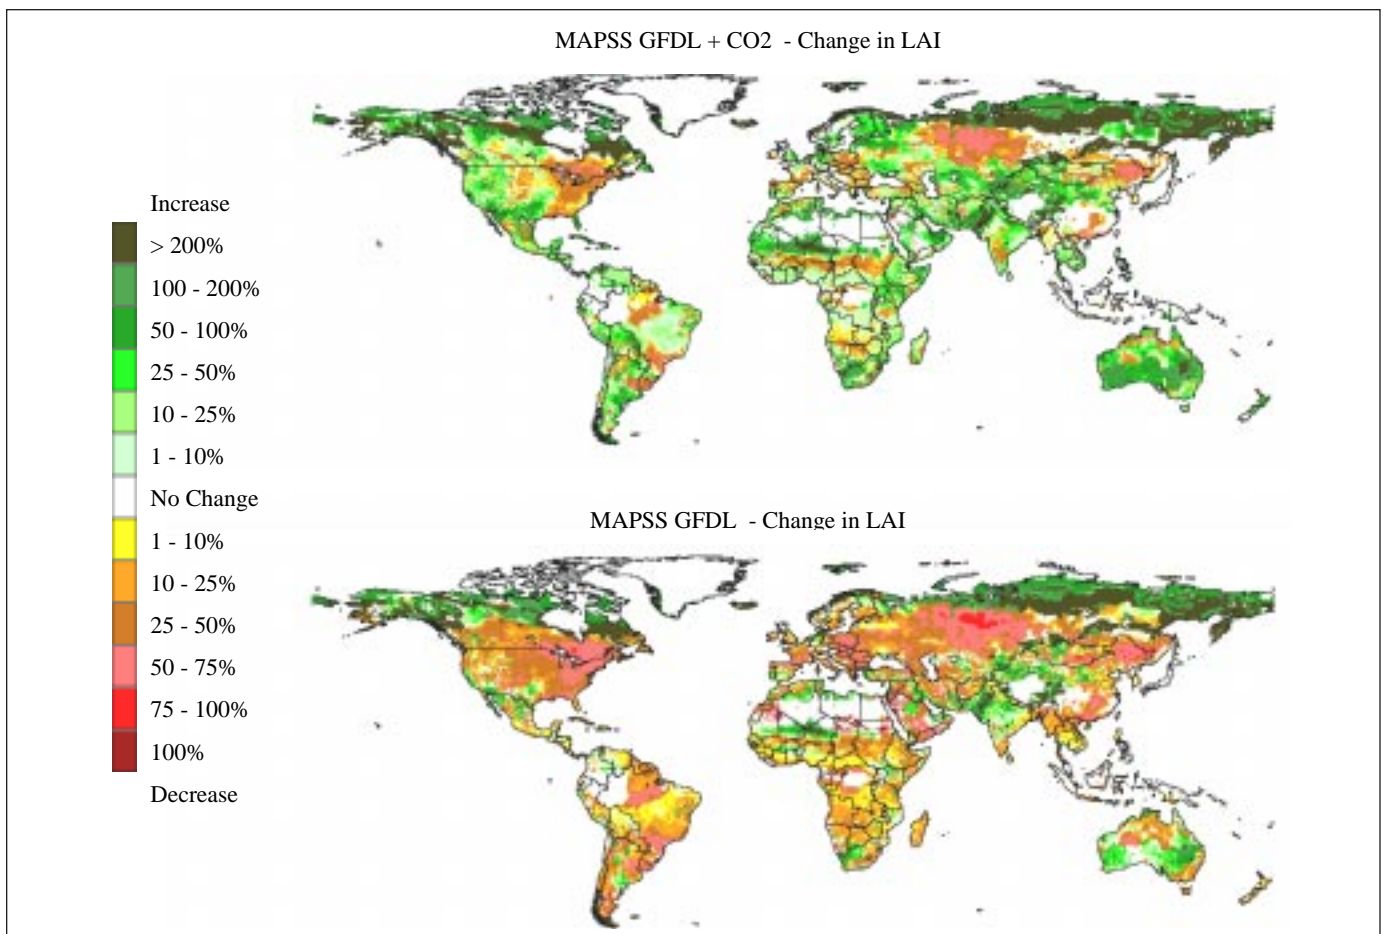 MAPSS GFDL + CO2 - Change in LAI
Increase
> 200%
100 - 200%
50 - 100%
25 - 50%
10 - 25%
1 - 10%
No Change
1 - 10%
10 - 25%
25 - 50%
50 - 75%
75 - 100%
100%
Decrease
MAPSS GFDL - Change in LAI